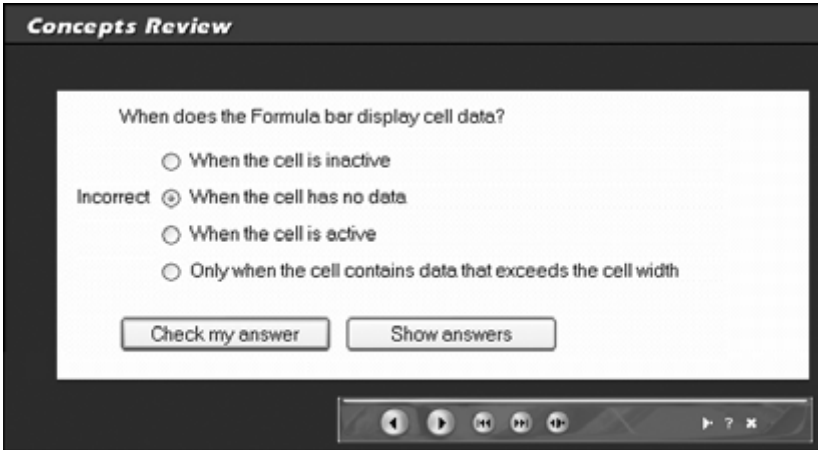 Concepts Review
When does the Formula bar display cell data?
When the cell is inactive
Incorrect When the cell has no data
When the cell is active
Only when the cell contains data that exceeds the cell width
Check my answer Show answers
?